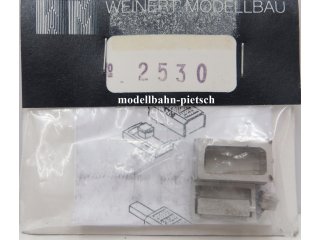 WEINERT MODELLBAU
2530
modellbahn-pietsch